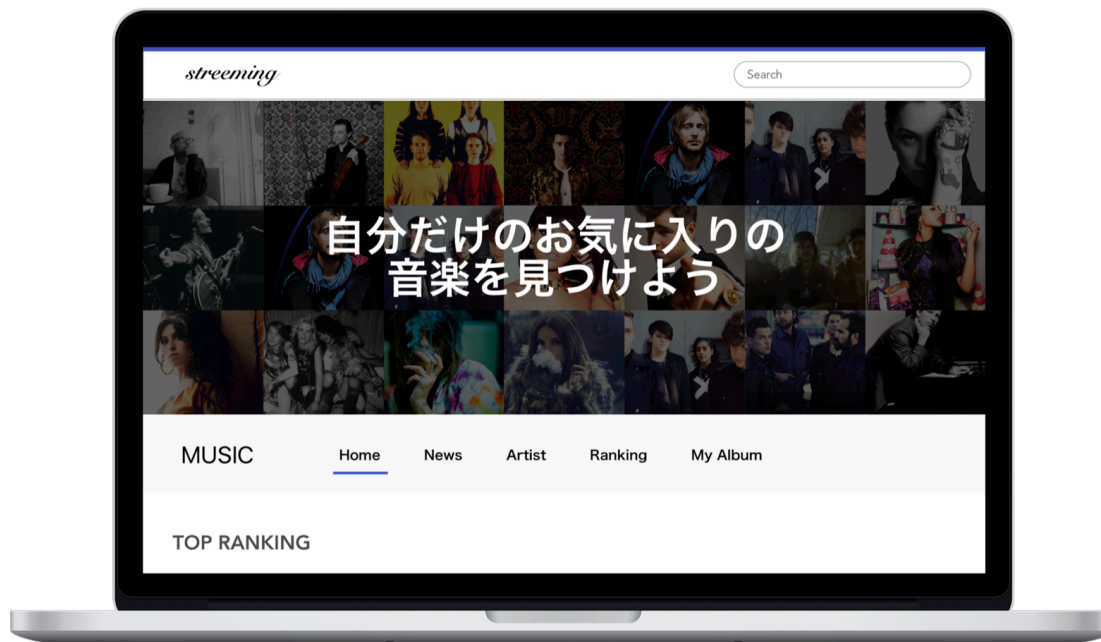 streeming
Search
自分だけのお気に入りの
音楽を見つけよう
MUSIC
Home
News
Artist
Ranking
My Album
TOP RANKING